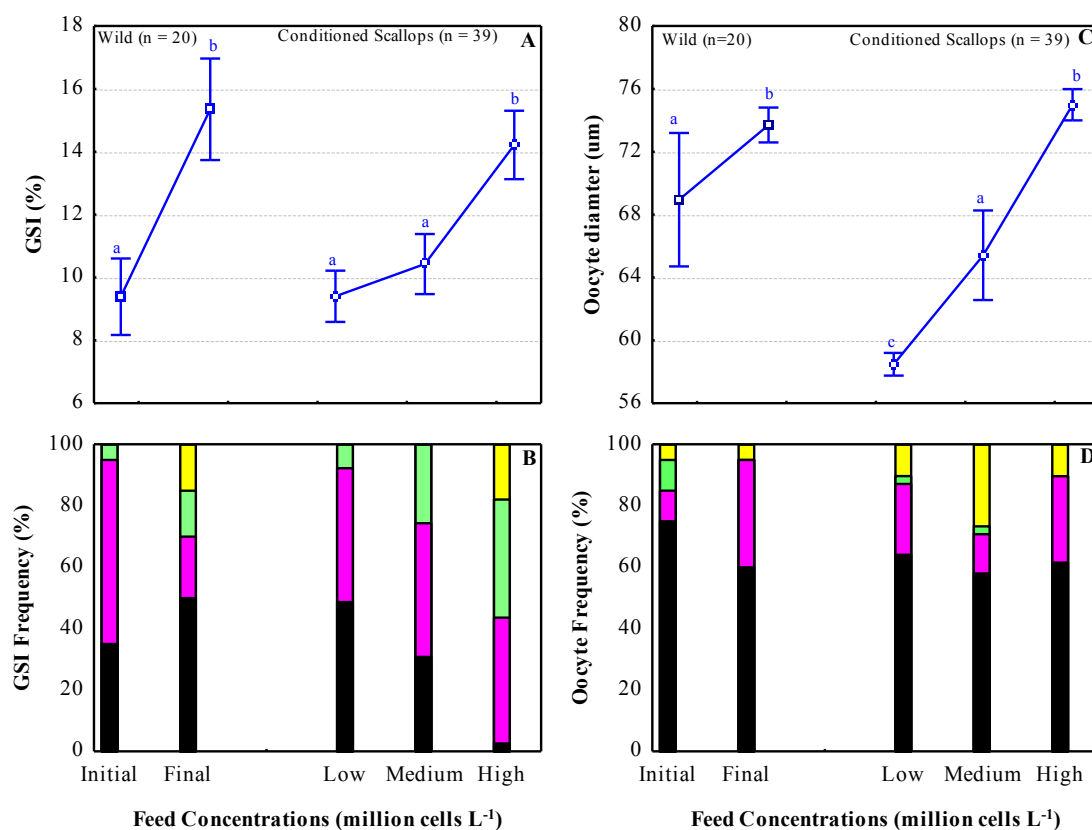 Wild (n = 20)
Conditioned Scallops (n = 39)
A
GSI (%)
18
16
14
12
10
8
6
a
b
a
a
b
Wild (n=20)
Conditioned Scallops (n = 39)
C
Oocyte diamter (um)
80
76
72
68
64
60
56
a
b
c
a
b
B
GSI Frequency (%)
100
80
60
40
20
0
Initial Final Low Medium High
Feed Concentrations (million cells L-1)
D
Oocyte Frequency (%)
100
80
60
40
20
0
Initial Final Low Medium High
Feed Concentrations (million cells L-1)